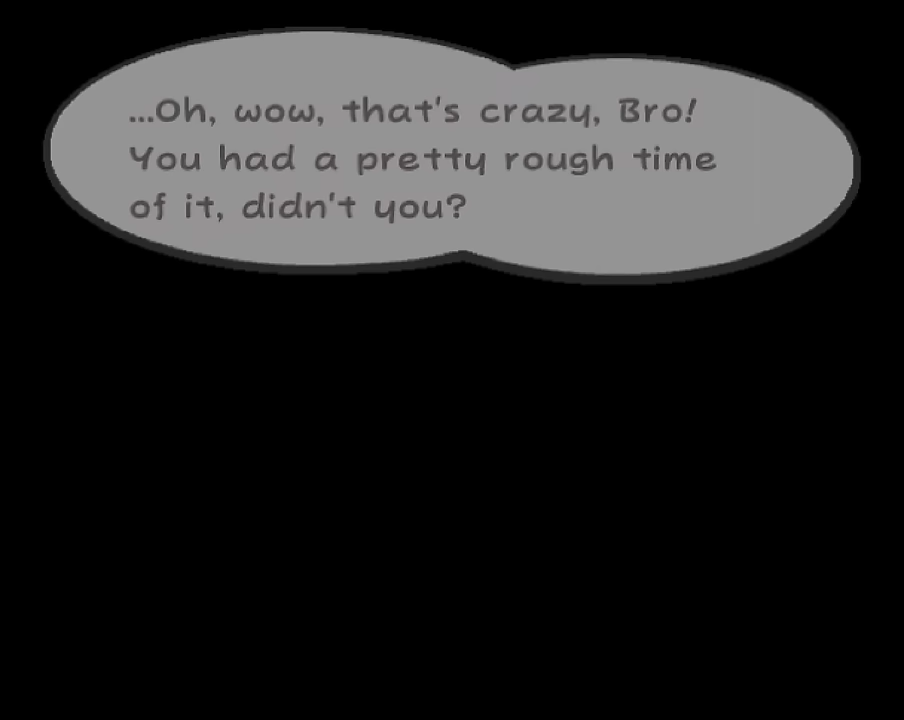 ...Oh, wow, that's crazy, Bro!
You had a pretty rough time
of it, didn't you?